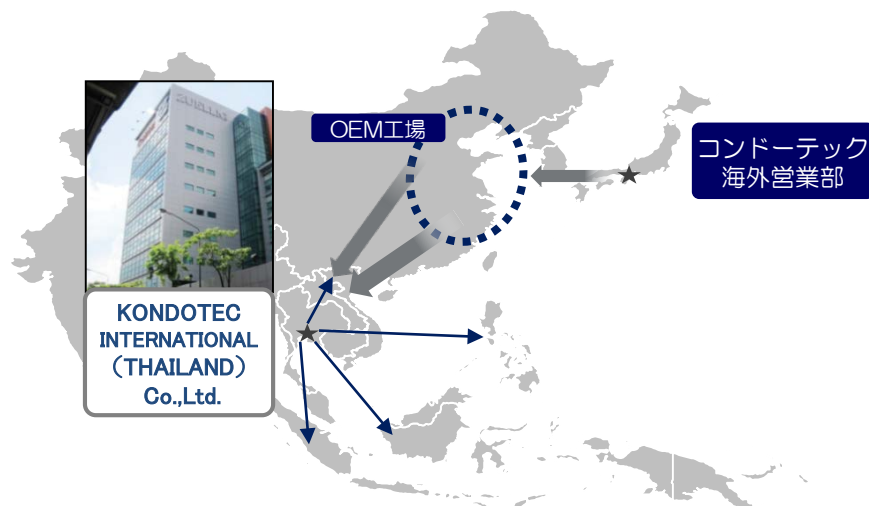 OEM工場
コンドーテック
海外営業部
KONDOTEC
INTERNATIONAL
（THAILAND）
Co.,Ltd.